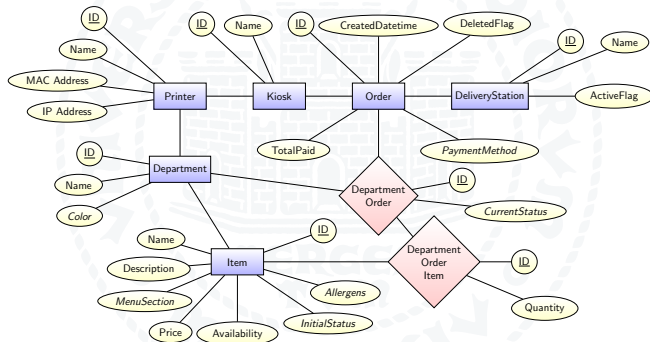 ID
Name
MAC Address
IP Address
Printer
ID
Name
Kiosk
ID
CreatedDatetime
DeletedFlag
Order
TotalPaid
PaymentMethod
ID
Name
DeliveryStation
ActiveFlag
ID
Name
Color
Department
Department
Order
ID
CurrentStatus
Name
Description
MenuSection
Price
Availability
InitialStatus
Allergens
ID
Item
Department
Order
Item
ID
Quantity